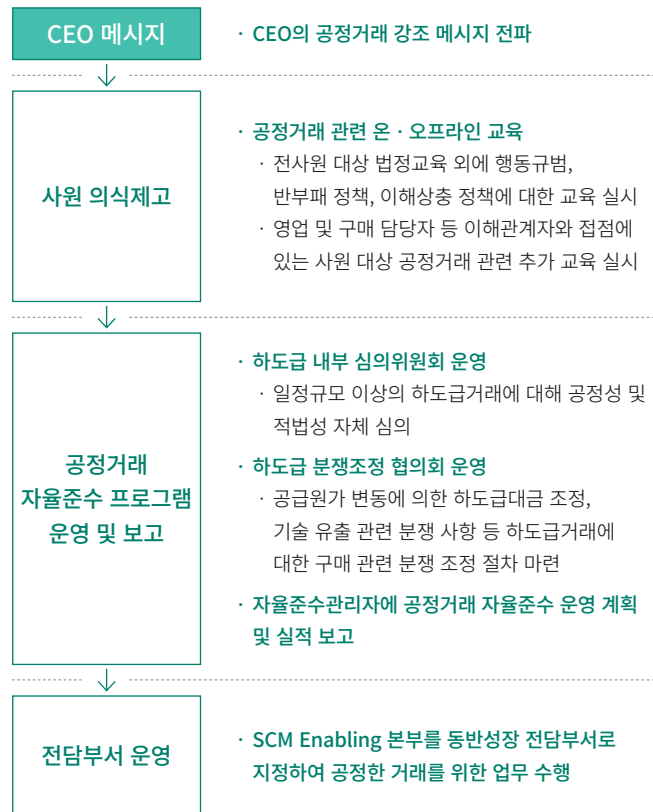 CEO 메시지
· CEO의 공정거래 강조 메시지 전파
사원 의식제고
· 공정거래 관련 온 · 오프라인 교육
· 전사원 대상 법정교육 외에 행동규범,
반부패 정책, 이해상충 정책에 대한 교육 실시
· 영업 및 구매 담당자 등 이해관계자와 접점에
있는 사원 대상 공정거래 관련 추가 교육 실시
공정거래
자율준수 프로그램
운영 및 보고
· 하도급 내부 심의위원회 운영
· 일정규모 이상의 하도급거래에 대해 공정성 및
적법성 자체 심의
· 하도급 분쟁조정 협의회 운영
· 공급원가 변동에 의한 하도급대금 조정,
기술 유출 관련 분쟁 사항 등 하도급거래에
대한 구매 관련 분쟁 조정 절차 마련
· 자율준수관리자에 공정거래 자율준수 운영 계획
및 실적 보고
전담부서 운영
· SCM Enabling 본부를 동반성장 전담부서로
지정하여 공정한 거래를 위한 업무 수행